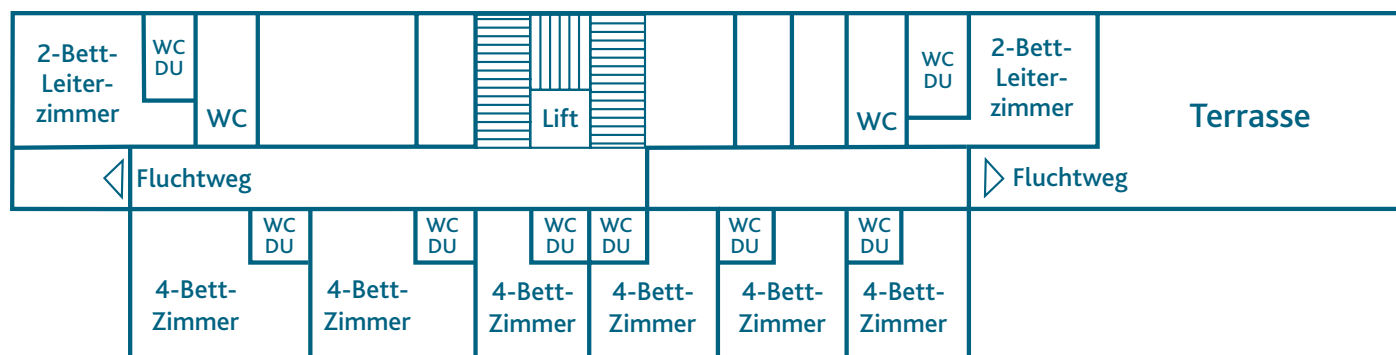 2-Bett-
Leiter-
zimmer
WC
DU
WC
Lift
WC
WC
DU
2-Bett-
Leiter-
zimmer
Terrasse
Fluchtweg
Fluchtweg
WC
DU
WC
DU
WC
DU
WC
DU
WC
DU
WC
DU
4-Bett-
Zimmer
4-Bett-
Zimmer
4-Bett-
Zimmer
4-Bett-
Zimmer
4-Bett-
Zimmer
4-Bett-
Zimmer